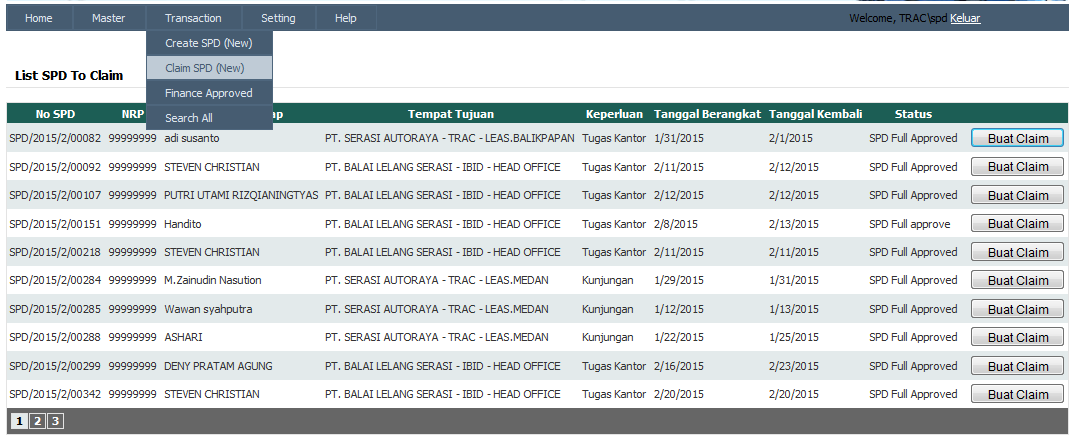 Home Master Transaction Setting Help Welcome, TRAC\spd Keluar
Create SPD (New)
Claim SPD (New)
Finance Approved
Search All
List SPD To Claim
No SPD NRP Tempat Tujuan Keperluan Tanggal Berangkat Tanggal Kembali Status
SPD/2015/2/00082 99999999 adi susanto PT. SERASI AUTORAYA - TRAC - LEAS.BALIKPAPAN Tugas Kantor 1/31/2015 2/1/2015 SPD Full Approved Buat Claim
SPD/2015/2/00092 99999999 STEVEN CHRISTIAN PT. BALAI LELANG SERASI - IBID - HEAD OFFICE Tugas Kantor 2/11/2015 2/12/2015 SPD Full Approved Buat Claim
SPD/2015/2/00107 99999999 PUTRI UTAMI RIZQIANINGTYAS PT. BALAI LELANG SERASI - IBID - HEAD OFFICE Tugas Kantor 2/12/2015 2/12/2015 SPD Full Approved Buat Claim
SPD/2015/2/00151 99999999 Handito PT. BALAI LELANG SERASI - IBID - HEAD OFFICE Tugas Kantor 2/8/2015 2/13/2015 SPD Full approve Buat Claim
SPD/2015/2/00218 99999999 STEVEN CHRISTIAN PT. BALAI LELANG SERASI - IBID - HEAD OFFICE Tugas Kantor 2/11/2015 2/11/2015 SPD Full Approved Buat Claim
SPD/2015/2/00284 99999999 M.Zainudin Nasution PT. SERASI AUTORAYA - TRAC - LEAS.MEDAN Kunjungan 1/29/2015 1/31/2015 SPD Full Approved Buat Claim
SPD/2015/2/00285 99999999 Wawan syahputra PT. SERASI AUTORAYA - TRAC - LEAS.MEDAN Kunjungan 1/12/2015 1/13/2015 SPD Full Approved Buat Claim
SPD/2015/2/00288 99999999 ASHARI PT. SERASI AUTORAYA - TRAC - LEAS.MEDAN Kunjungan 1/22/2015 1/25/2015 SPD Full Approved Buat Claim
SPD/2015/2/00299 99999999 DENY PRATAM AGUNG PT. BALAI LELANG SERASI - IBID - HEAD OFFICE Tugas Kantor 2/16/2015 2/23/2015 SPD Full Approved Buat Claim
SPD/2015/2/00342 99999999 STEVEN CHRISTIAN PT. BALAI LELANG SERASI - IBID - HEAD OFFICE Tugas Kantor 2/20/2015 2/20/2015 SPD Full Approved Buat Claim
1 2 3